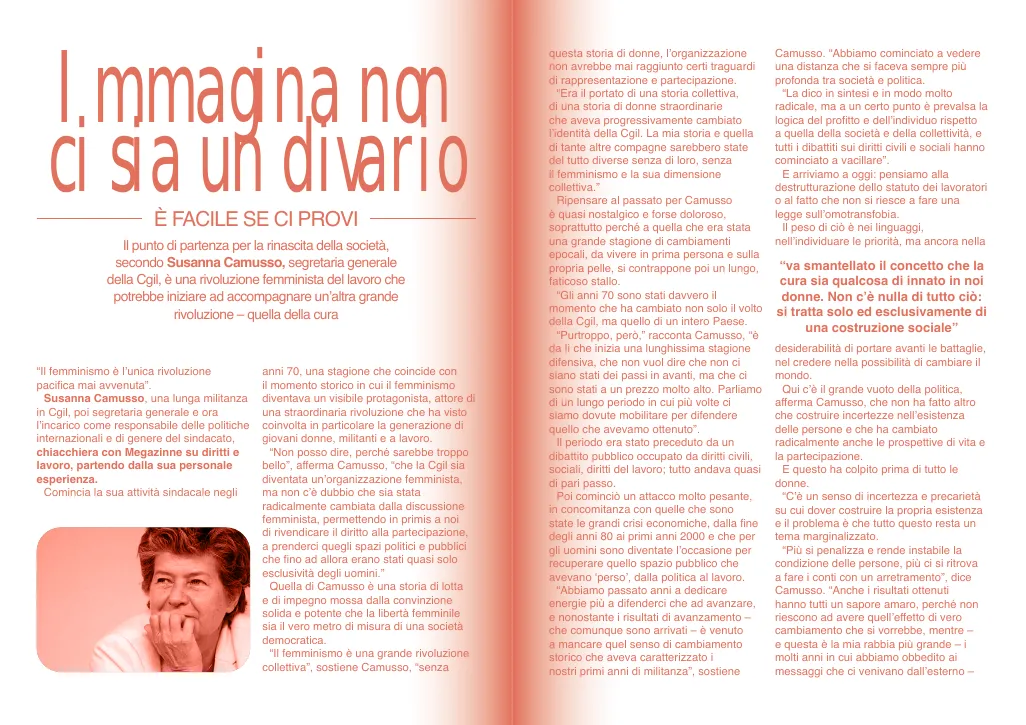 Immagina non
ci sia un divario
È FACILE SE CI PROVI
Il punto di partenza per la rinascita della società,
secondo Susanna Camusso, segretaria generale
della Cgil, è una rivoluzione femminista del lavoro che
potrebbe iniziare ad accompagnare un’altra grande
rivoluzione – quella della cura
“Il femminismo è l’unica rivoluzione
pacifica mai avvenuta”.
Susanna Camusso, una lunga militanza
in Cgil, poi segretaria generale e ora
l’incarico come responsabile delle politiche
internazionali e di genere del sindacato,
chiacchiera con Megazinne su diritti e
lavoro, partendo dalla sua personale
esperienza.
Comincia la sua attività sindacale negli
anni 70, una stagione che coincide con
il momento storico in cui il femminismo
diventava un visibile protagonista, attore di
una straordinaria rivoluzione che ha visto
coinvolta in particolare la generazione di
giovani donne, militanti e a lavoro.
“Non posso dire, perché sarebbe troppo
bello”, afferma Camusso, “che la Cgil sia
diventata un’organizzazione femminista,
ma non c’è dubbio che sia stata
radicalmente cambiata dalla discussione
femminista, permettendo in primis a noi
di rivendicare il diritto alla partecipazione,
a prenderci quegli spazi politici e pubblici
che fino ad allora erano stati quasi solo
esclusività degli uomini.”
Quella di Camusso è una storia di lotta
e di impegno mossa dalla convinzione
solida e potente che la libertà femminile
sia il vero metro di misura di una società
democratica.
“Il femminismo è una grande rivoluzione
collettiva”, sostiene Camusso, “senza
questa storia di donne, l’organizzazione
non avrebbe mai raggiunto certi traguardi
di rappresentazione e partecipazione.
“Era il portato di una storia collettiva,
di una storia di donne straordinarie
che aveva progressivamente cambiato
l’identità della Cgil. La mia storia e quella
di tante altre compagne sarebbero state
del tutto diverse senza di loro, senza
il femminismo e la sua dimensione
collettiva.”
Ripensare al passato per Camusso
è quasi nostalgico e forse doloroso,
soprattutto perché a quella che era stata
una grande stagione di cambiamenti
epocali, da vivere in prima persona e sulla
propria pelle, si contrappone poi un lungo,
faticoso stallo.
“Gli anni 70 sono stati davvero il
momento che ha cambiato non solo il volto
della Cgil, ma quello di un intero Paese.
“Purtroppo, però,” racconta Camusso, “è
da lì che inizia una lunghissima stagione
difensiva, che non vuol dire che non ci
siano stati dei passi in avanti, ma che ci
sono stati a un prezzo molto alto. Parliamo
di un lungo periodo in cui più volte ci
siamo dovute mobilitare per difendere
quello che avevamo ottenuto”.
Il periodo era stato preceduto da un
dibattito pubblico occupato da diritti civili,
sociali, diritti del lavoro; tutto andava quasi
di pari passo.
Poi cominciò un attacco molto pesante,
in concomitanza con quelle che sono
state le grandi crisi economiche, dalla fine
degli anni 80 ai primi anni 2000 e che per
gli uomini sono diventate l’occasione per
recuperare quello spazio pubblico che
avevano ‘perso’, dalla politica al lavoro.
“Abbiamo passato anni a dedicare
energie più a difenderci che ad avanzare,
e nonostante i risultati di avanzamento –
che comunque sono arrivati – è venuto
a mancare quel senso di cambiamento
storico che aveva caratterizzato i
nostri primi anni di militanza”, sostiene
Camusso. “Abbiamo cominciato a vedere
una distanza che si faceva sempre più
profonda tra società e politica.
“La dico in sintesi e in modo molto
radicale, ma a un certo punto è prevalsa la
logica del profitto e dell’individuo rispetto
a quella della società e della collettività, e
tutti i dibattiti sui diritti civili e sociali hanno
cominciato a vacillare”.
E arriviamo a oggi: pensiamo alla
destrutturazione dello statuto dei lavoratori
o al fatto che non si riesce a fare una
legge sull’omotransfobia.
Il peso di ciò è nei linguaggi,
nell’individuare le priorità, ma ancora nella
“va smantellato il concetto che la
cura sia qualcosa di innato in noi
donne. Non c’è nulla di tutto ciò:
si tratta solo ed esclusivamente di
una costruzione sociale”
desiderabilità di portare avanti le battaglie,
nel credere nella possibilità di cambiare il
mondo.
Qui c’è il grande vuoto della politica,
afferma Camusso, che non ha fatto altro
che costruire incertezze nell’esistenza
delle persone e che ha cambiato
radicalmente anche le prospettive di vita e
la partecipazione.
E questo ha colpito prima di tutto le
donne.
“C’è un senso di incertezza e precarietà
su cui dover costruire la propria esistenza
e il problema è che tutto questo resta un
tema marginalizzato.
“Più si penalizza e rende instabile la
condizione delle persone, più ci si ritrova
a fare i conti con un arretramento”, dice
Camusso. “Anche i risultati ottenuti
hanno tutti un sapore amaro, perché non
riescono ad avere quell’effetto di vero
cambiamento che si vorrebbe, mentre –
e questa è la mia rabbia più grande – i
molti anni in cui abbiamo obbedito ai
messaggi che ci venivano dall’esterno –